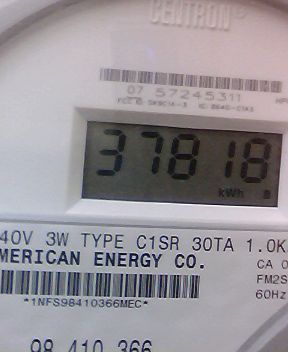 CENTRON®
07 57245311
37818
kWh
40V 3W TYPE C1SR 30TA 1.0K
MERICAN ENERGY CO.
CA 0
FM2S
60Hz
*1NFS98410366MEC*
98 410 366